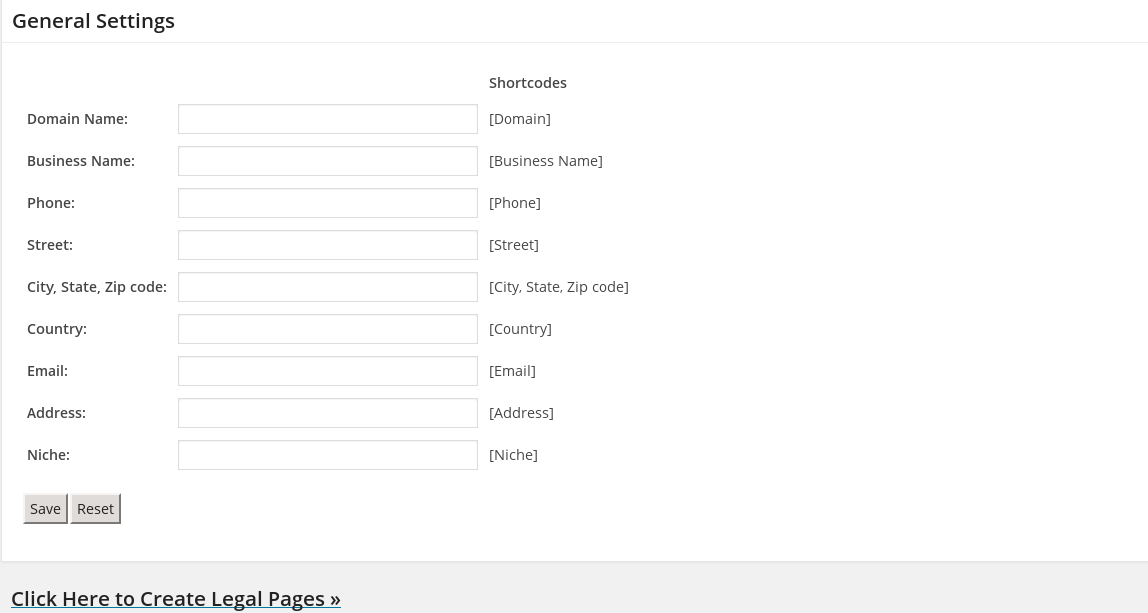 General Settings
Shortcodes
Domain Name: [Domain]
Business Name: [Business Name]
Phone: [Phone]
Street: [Street]
City, State, Zip code: [City, State, Zip code]
Country: [Country]
Email: [Email]
Address: [Address]
Niche: [Niche]
Save Reset
Click Here to Create Legal Pages »